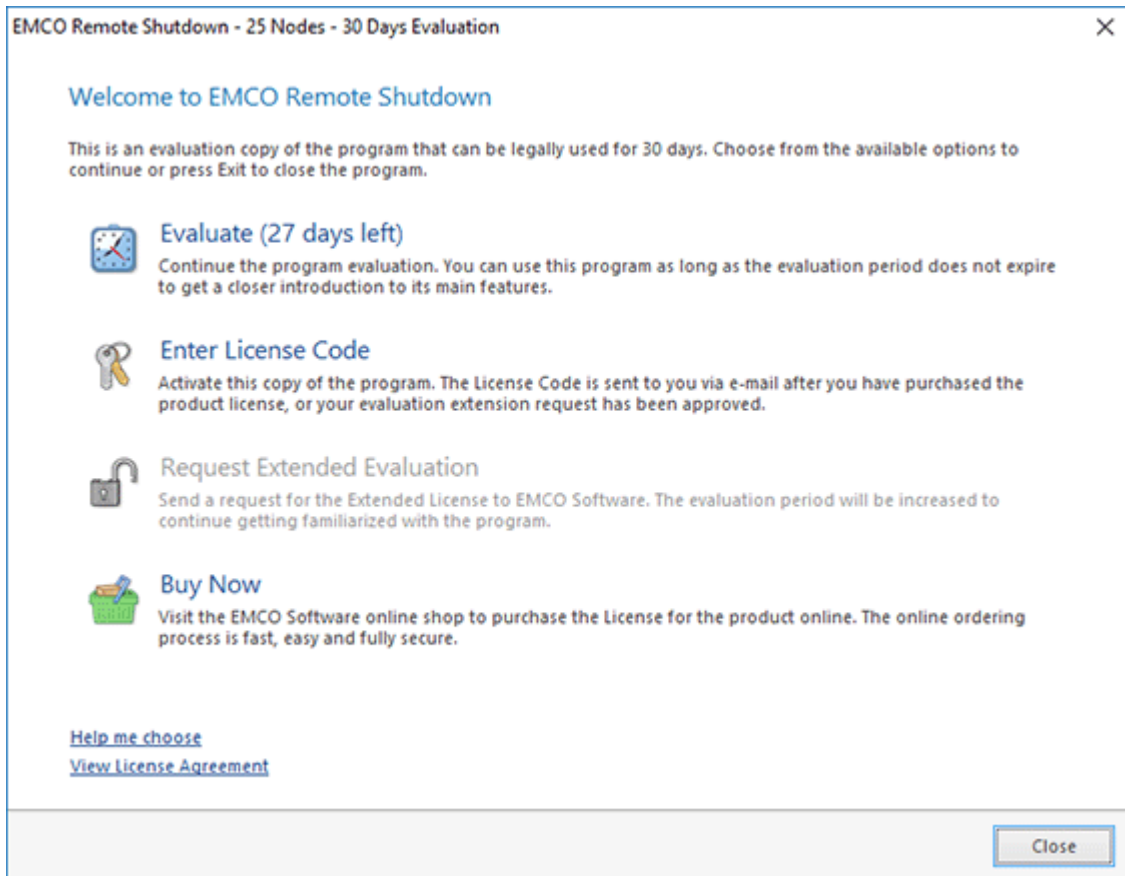 EMCO Remote Shutdown - 25 Nodes - 30 Days Evaluation
Welcome to EMCO Remote Shutdown
This is an evaluation copy of the program that can be legally used for 30 days. Choose from the available options to
continue or press Exit to close the program.
Evaluate (27 days left)
Continue the program evaluation. You can use this program as long as the evaluation period does not expire
to get a closer introduction to its main features.
Enter License Code
Activate this copy of the program. The License Code is sent to you via e-mail after you have purchased the
product license, or your evaluation extension request has been approved.
Request Extended Evaluation
Send a request for the Extended License to EMCO Software. The evaluation period will be increased to
continue getting familiarized with the program.
Buy Now
Visit the EMCO Software online shop to purchase the License for the product online. The online ordering
process is fast, easy and fully secure.
Help me choose
View License Agreement
Close